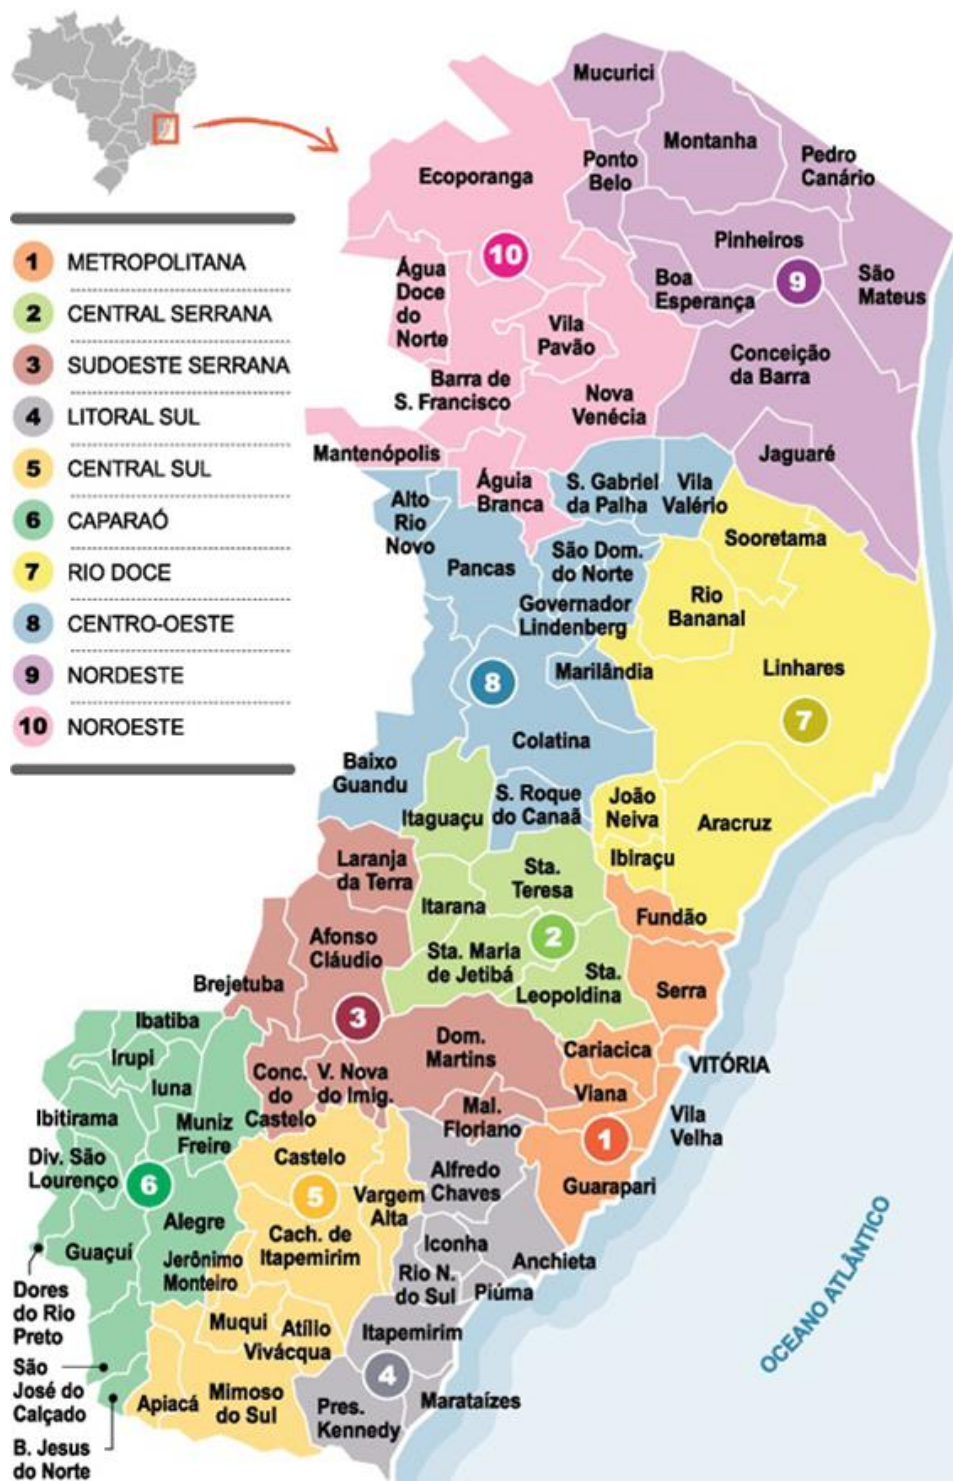 1 METROPOLITANA
2 CENTRAL SERRANA
3 SUDOESTE SERRANA
4 LITORAL SUL
5 CENTRAL SUL
6 CAPARAÓ
7 RIO DOCE
8 CENTRO-OESTE
9 NORDESTE
10 NOROESTE
Mucurici
Montanha
Ponto
Belo
Pedro
Canário
Ecoporanga
Pinheiros
10
9
Água
Doce
do
Norte
Boa
Esperança
São
Mateus
Vila
Pavão
Conceição
da Barra
Barra de
S. Francisco
Nova
Venécia
Mantenópolis
Jaguaré
Águia
Branca
S. Gabriel
da Palha
Vila
Valério
Alto
Rio
Novo
Sooretama
Pancas
São Dom.
do Norte
Rio
Bananal
Governador
Lindenberg
Marilândia
Linhares
8
7
Colatina
Baixo
Guandu
Itaguaçu
S. Roque
do Canaã
João
Neiva
Aracruz
Ibiraçu
Laranja
da Terra
Sta.
Teresa
Itarana
Fundão
Afonso
Cláudio
2
Sta. Maria
de Jetibá
Sta.
Leopoldina
Brejetuba
Serra
3
Ibatiba
Dom.
Martins
Cariacica
VITÓRIA
Irupi
Iuna
Conc.
do
Castelo
V. Nova
do Imig.
Viana
Ibitirama
Muniz
Freire
Mal.
Floriano
Vila
Velha
1
Div. São
Lourenço
6
Castelo
5
Alfredo
Chaves
Guarapari
Vargem
Alta
Alegre
Guaçuí
Cach. de
Itapemirim
Iconha
Anchieta
Jerônimo
Monteiro
Rio N.
do Sul
Piúma
Dores
do Rio
Preto
Muqui
Atílio
Vivácqua
Itapemirim
4
São
José do
Calçado
Apiacá
Mimoso
do Sul
Pres.
Kennedy
Marataízes
B. Jesus
do Norte
OCEANO ATLÂNTICO